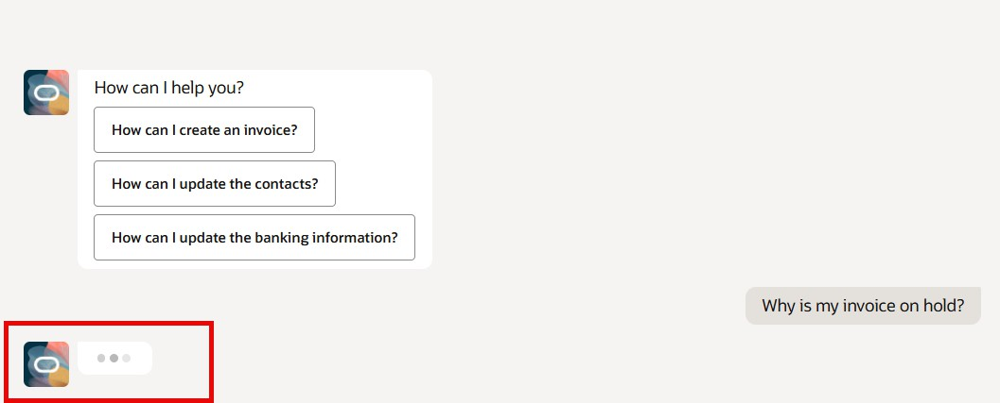 How can I help you?
How can I create an invoice?
How can I update the contacts?
How can I update the banking information?
Why is my invoice on hold?